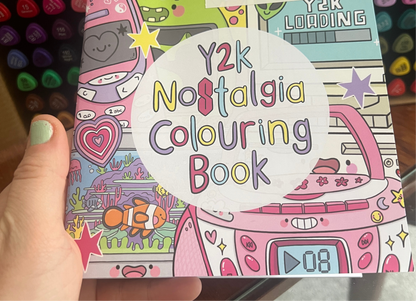 Y2K
LOADING
Y2K
Nostalgia
Colouring
Book
08